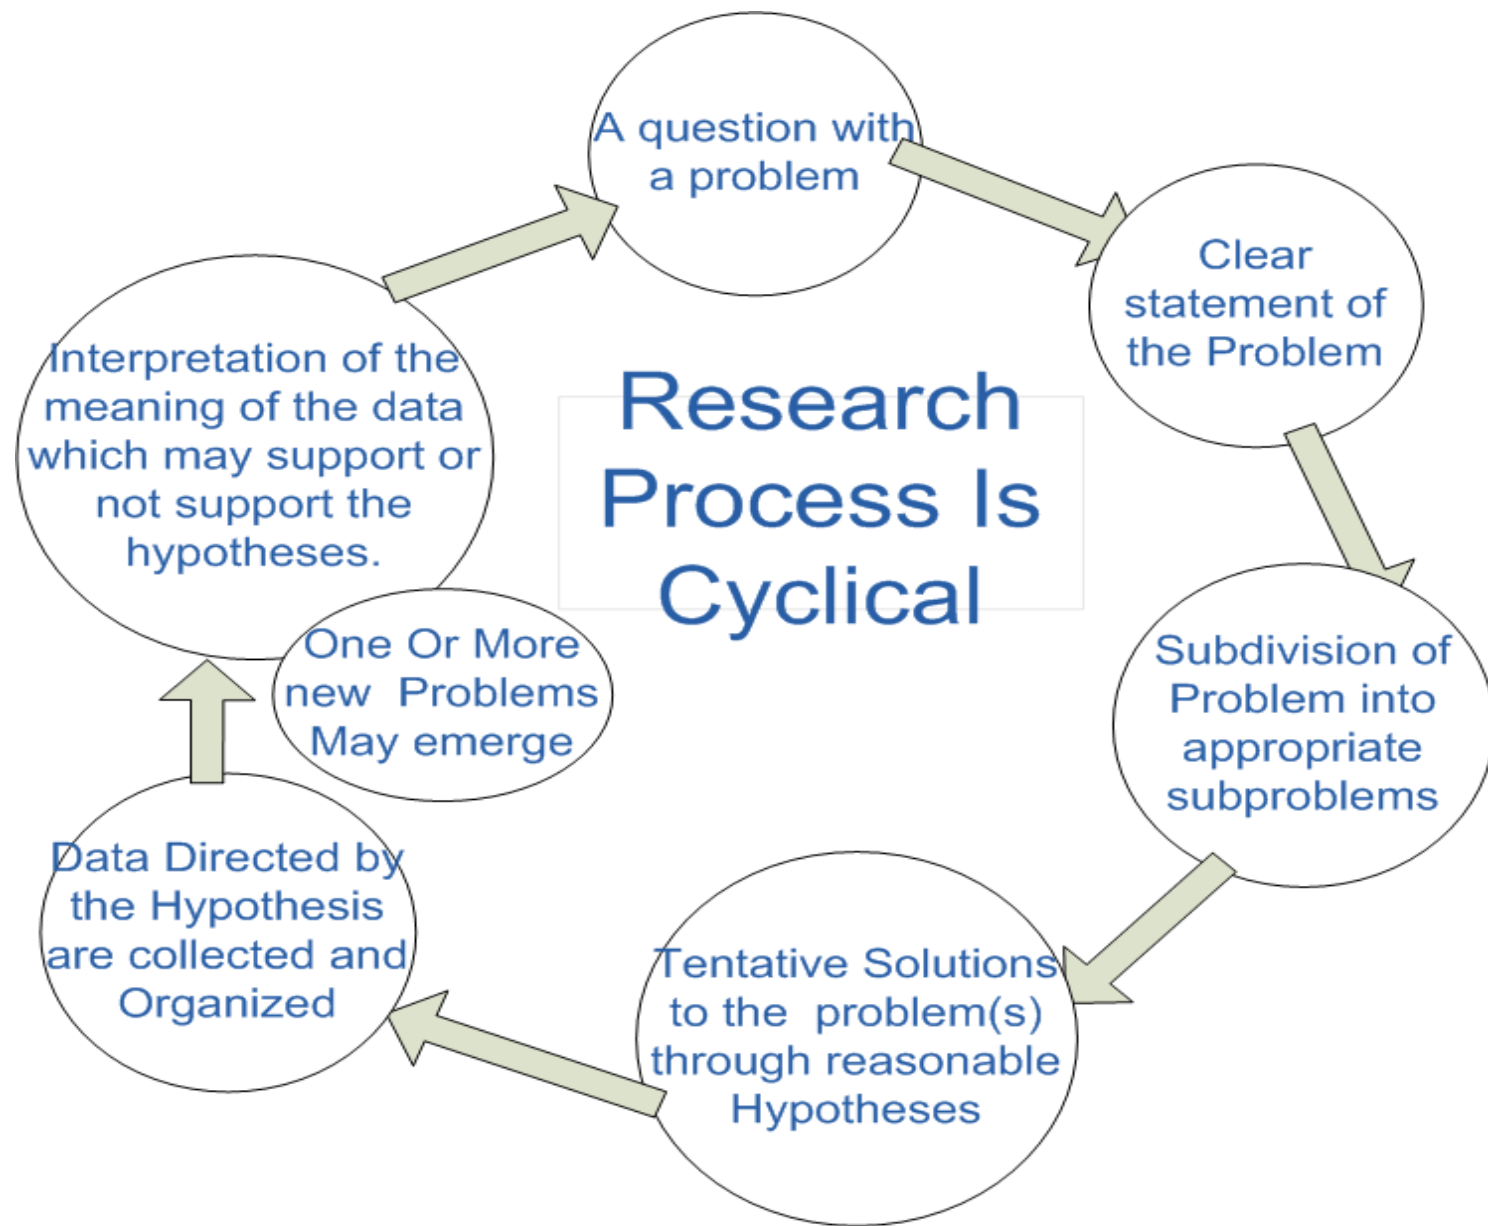 A question with
a problem
Clear
statement of
the Problem
Subdivision of
Problem into
appropriate
subproblems
Tentative Solutions
to the  problem(s)
through reasonable
Hypotheses
Data Directed by
the Hypothesis
are collected and
Organized
Interpretation of the
meaning of the data
which may support or
not support the
hypotheses.
One Or More
new  Problems
May emerge
Research
Process Is
Cyclical